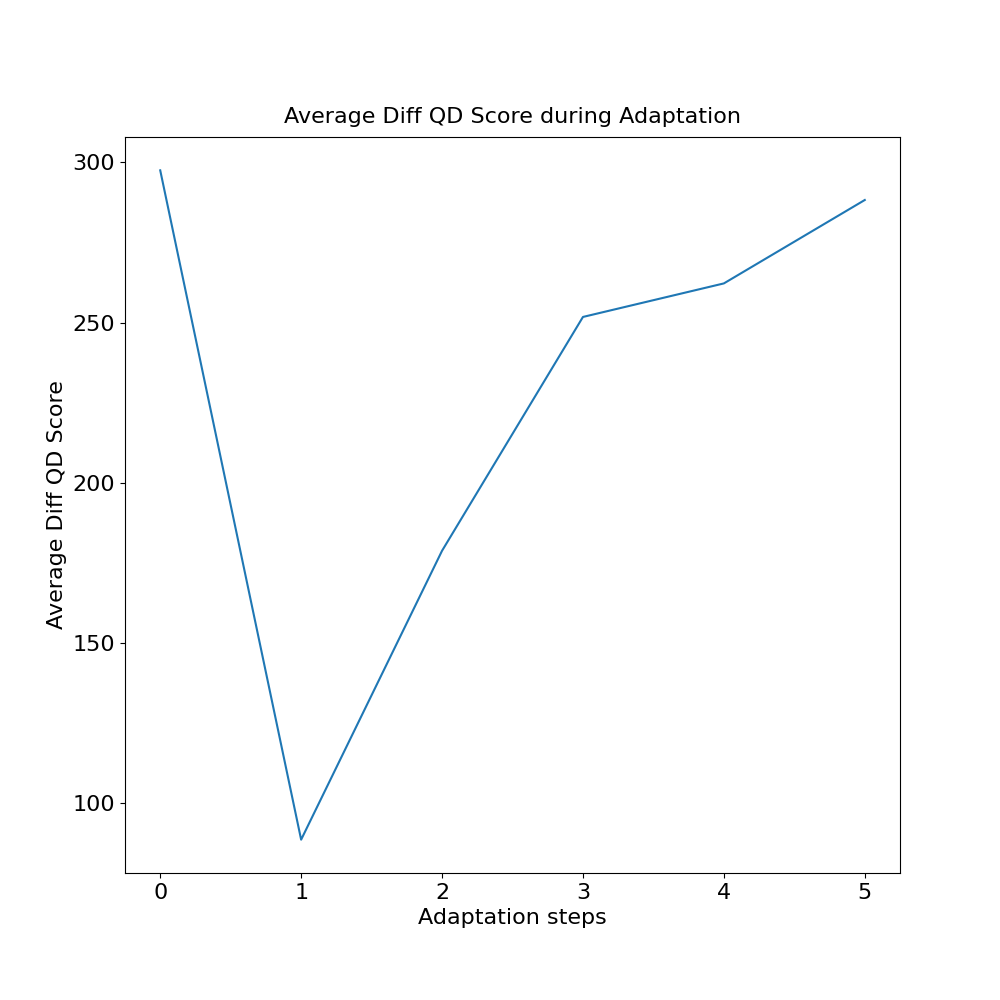 Average Diff QD Score during Adaptation
300
250
200
150
100
Average Diff QD Score
0 1 2 3 4 5
Adaptation steps